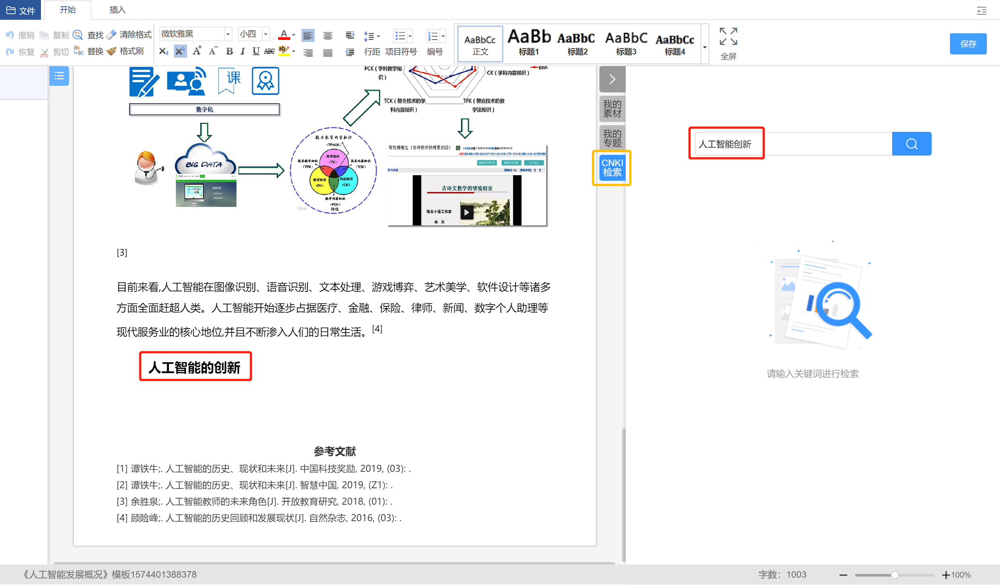 文件 开始 插入
撤销 复制 查找 清除格式 微软雅黑 小四
恢复 剪切 替换 格式刷 行距 项目符号 编号
AaBbCc AaBb AaBbC AaBbC AaBbCc
正文 标题1 标题2 标题3 标题4
全屏
保存
课
数字化
PCK（学科教学知识）
CK（学科内容知识）
群体
TCK（整合技术的学科内容知识）
TPK（整合技术的教学法知识）
BIG DATA
技术教学内容知识
(TPACK)
技术知识
(TK)
技术教学知识
(TPK)
技术内容知识
(TCK)
教学知识
(PK)
内容知识
(CK)
教学内容知识
(PCK)
情境
有效情境之《古诗教学的情景创设》
学习内容
古诗文教学的情境创设
瑞金小语工作室
杨 莉
[3]
目前来看,人工智能在图像识别、语音识别、文本处理、游戏博弈、艺术美学、软件设计等诸多
方面全面赶超人类。人工智能开始逐步占据医疗、金融、保险、律师、新闻、数字个人助理等
现代服务业的核心地位,并且不断渗入人们的日常生活。[4]
人工智能的创新
参考文献
[1] 谭铁牛;. 人工智能的历史、现状和未来[J]. 中国科技奖励, 2019, (03): .
[2] 谭铁牛;. 人工智能的历史、现状和未来[J]. 智慧中国, 2019, (Z1): .
[3] 余胜泉;. 人工智能教师的未来角色[J]. 开放教育研究, 2018, (01): .
[4] 顾险峰;. 人工智能的历史回顾和发展现状[J]. 自然杂志, 2016, (03): .
我的
素材
我的
专题
CNKI
检索
人工智能创新
请输入关键词进行检索
《人工智能发展概况》模板1574401388378
字数：1003
100%